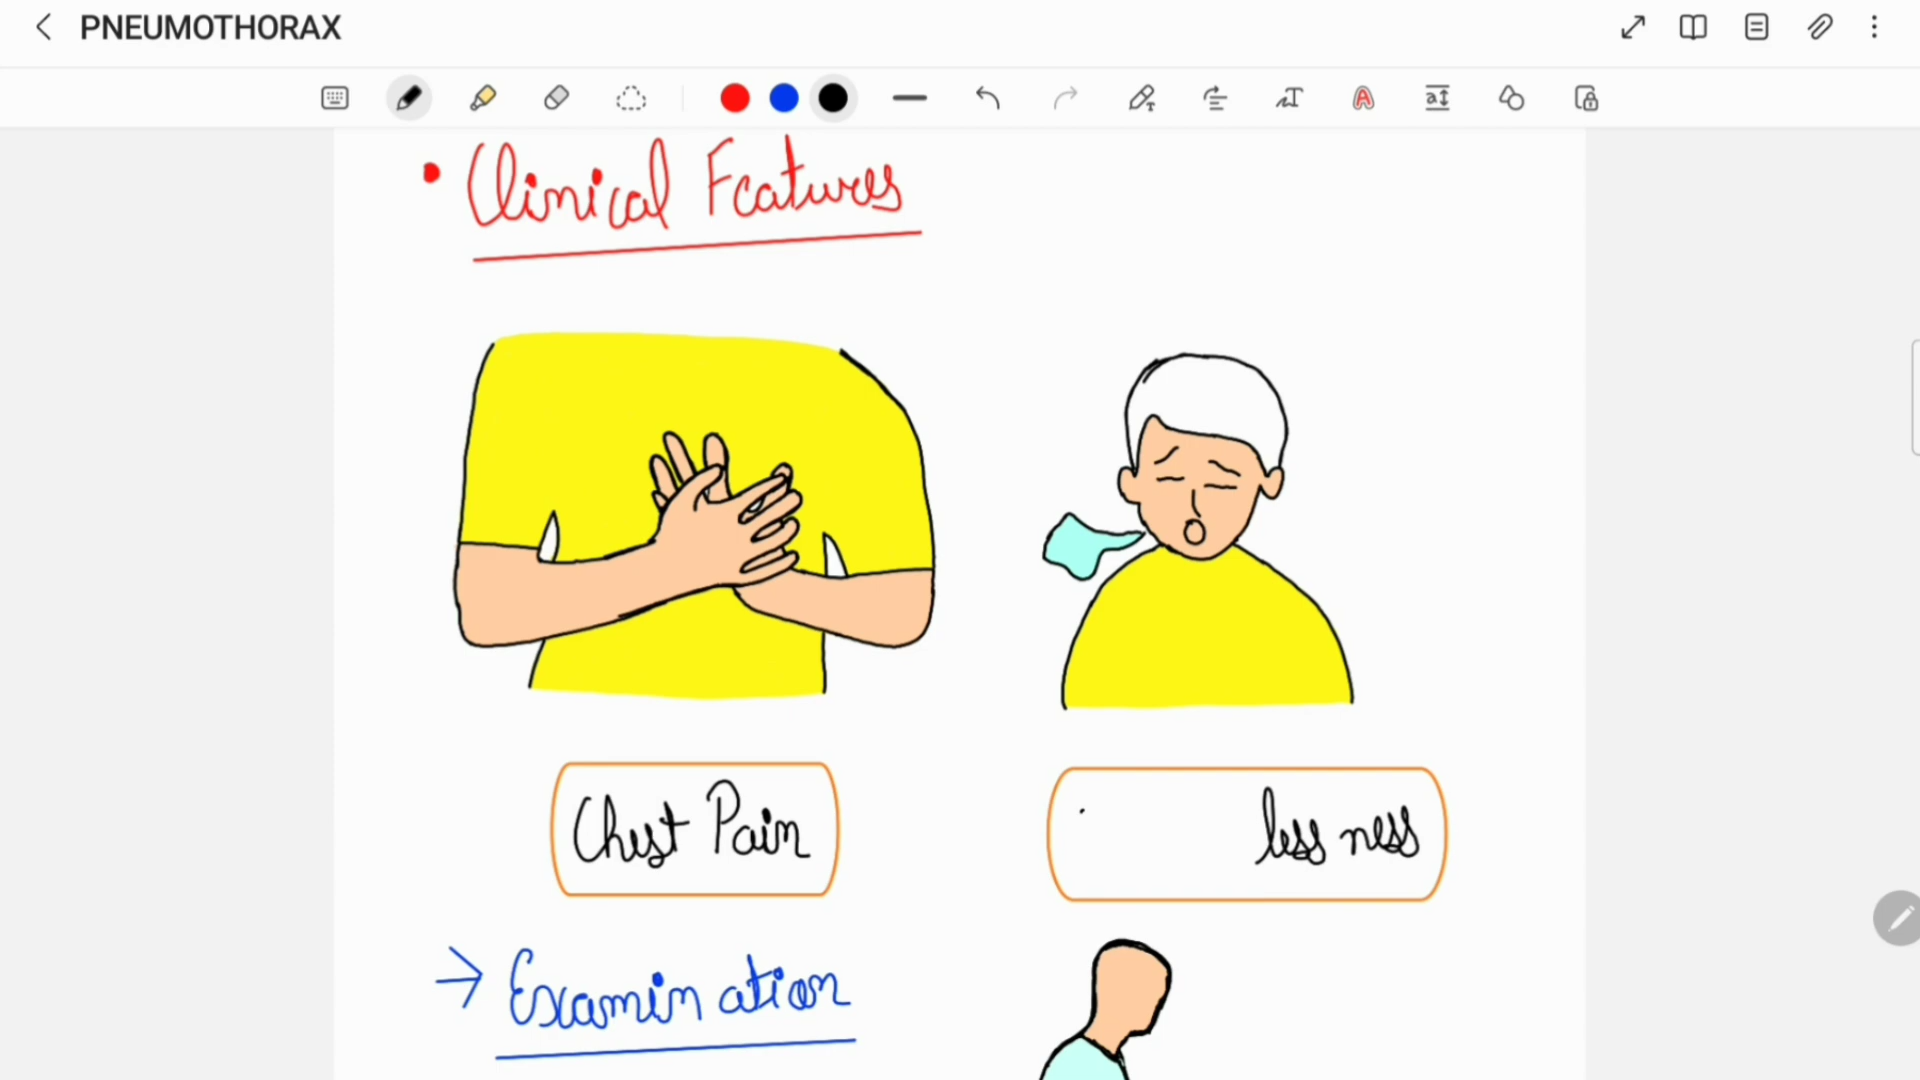 PNEUMOTHORAX
• Clinical Features
Chest Pain
less ness
→ Examination